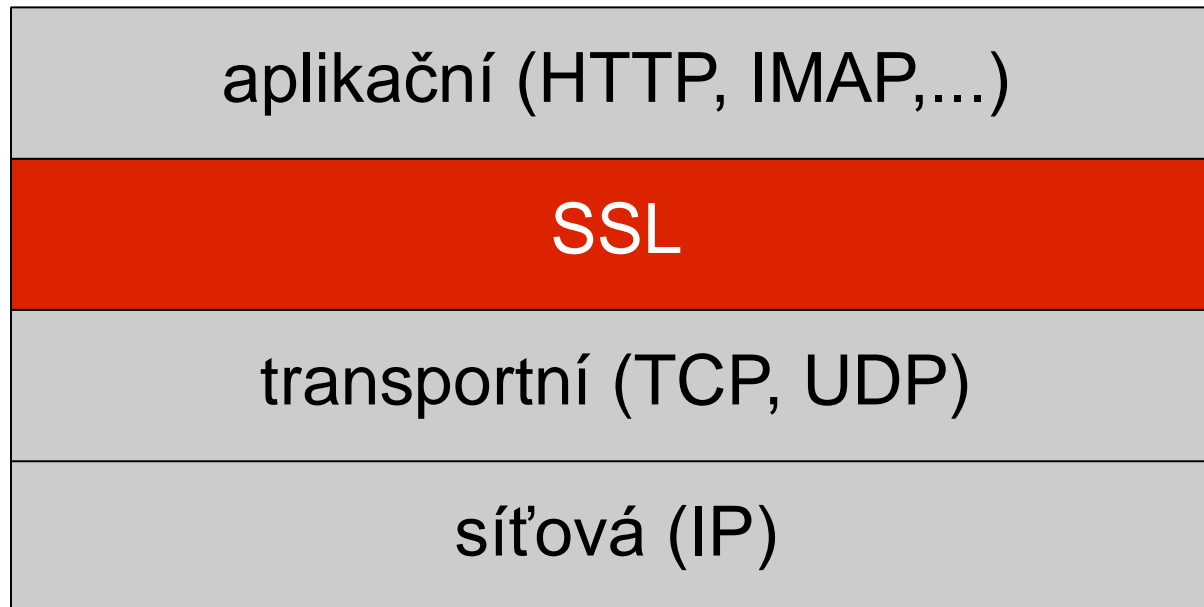 aplikační (HTTP, IMAP,...)
SSL
transportní (TCP, UDP)
síťová (IP)